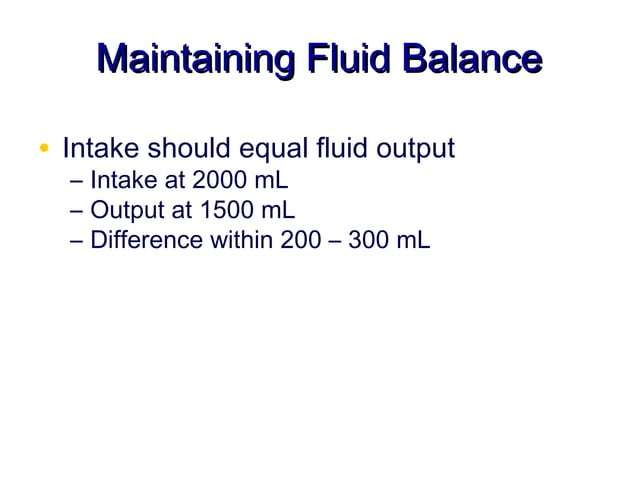 Maintaining Fluid Balance
• Intake should equal fluid output
– Intake at 2000 mL
– Output at 1500 mL
– Difference within 200 – 300 mL